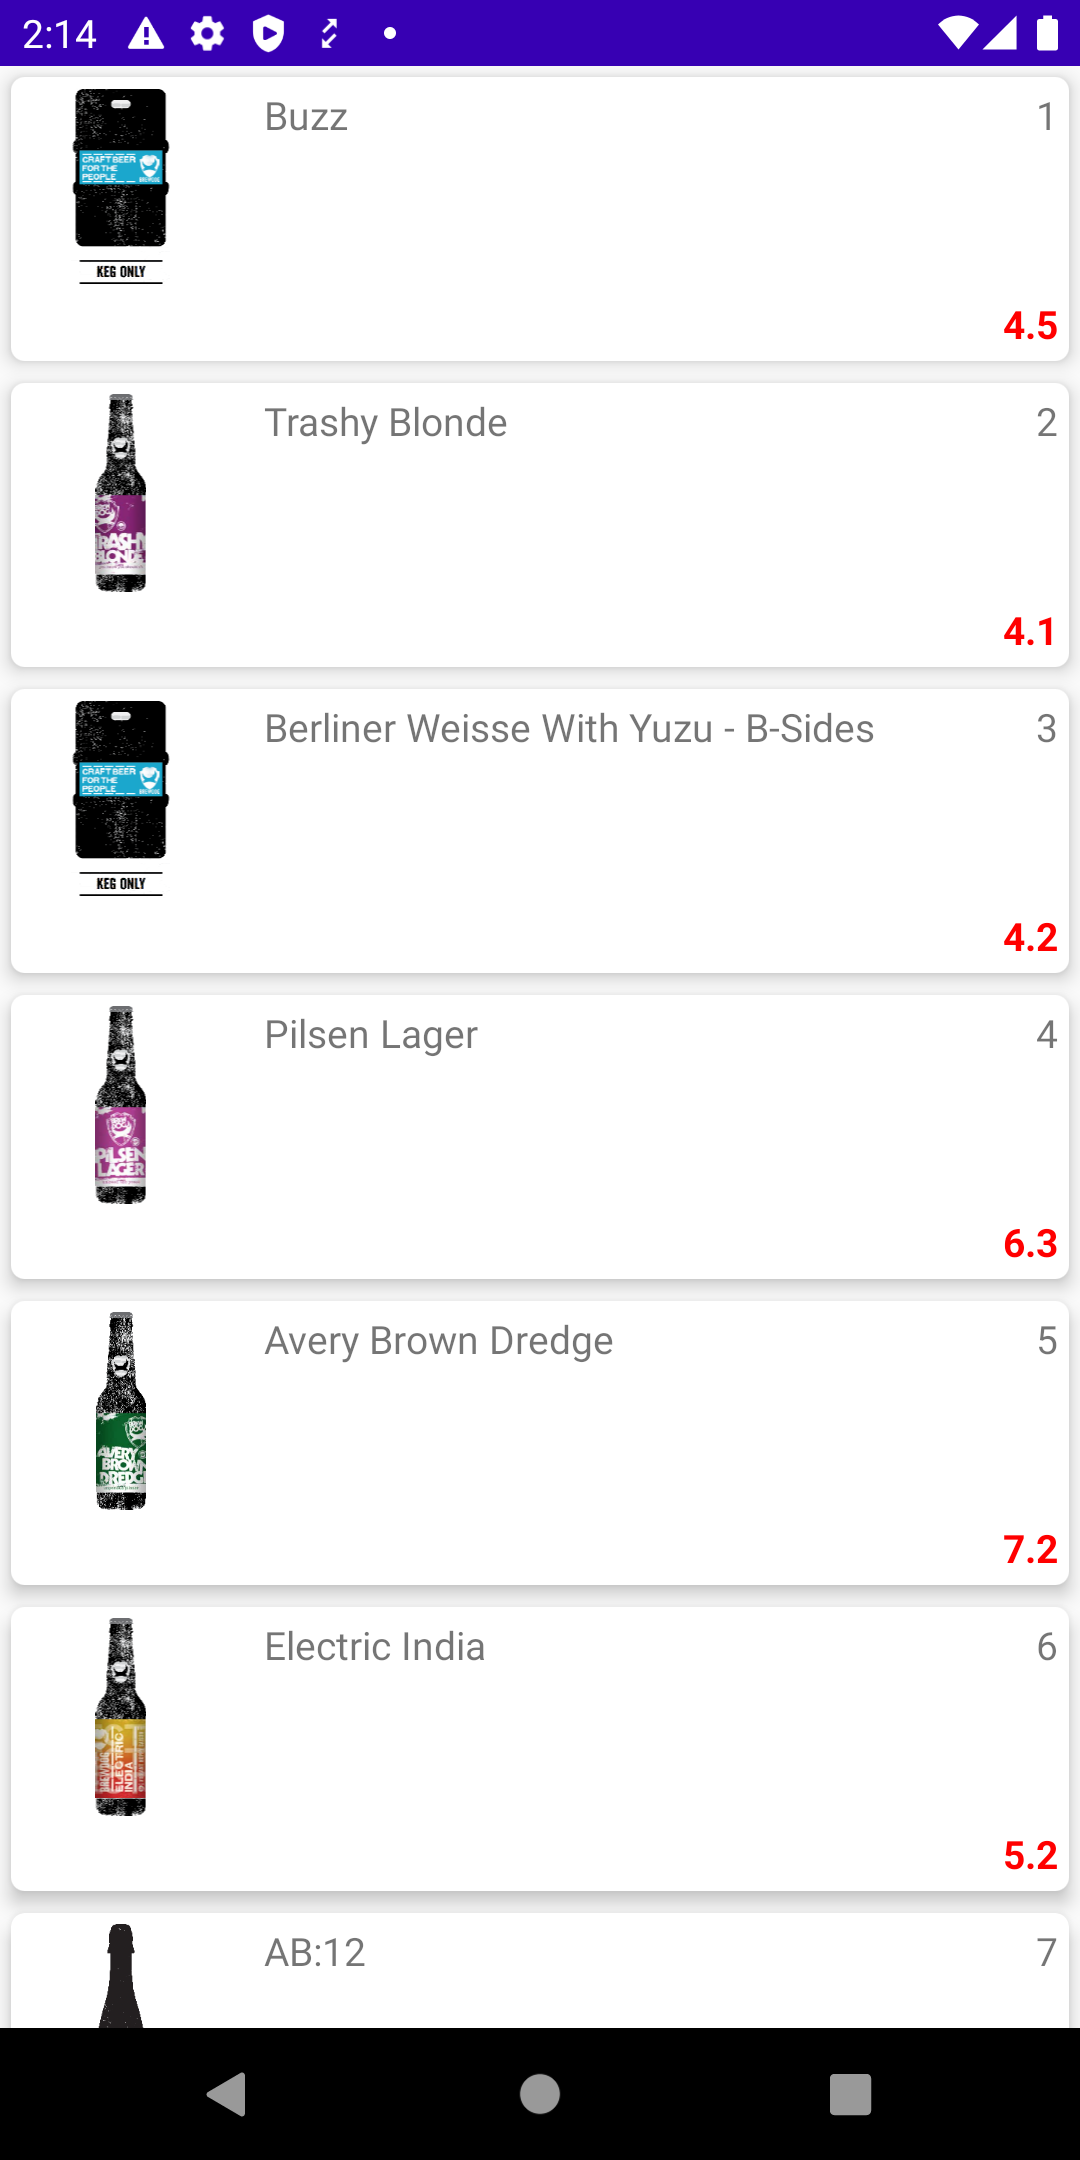 2:14
Buzz
1
CRAFT BEER
FOR THE
PEOPLE
KEG ONLY
4.5
Trashy Blonde
2
TRASHY
BLONDE
4.1
Berliner Weisse With Yuzu - B-Sides
3
CRAFT BEER
FOR THE
PEOPLE
KEG ONLY
4.2
Pilsen Lager
4
PILSEN
LAGER
6.3
Avery Brown Dredge
5
AVERY
BROWN
DREDGE
7.2
Electric India
6
BREWDOG
ELECTRIC
INDIA
5.2
AB:12
7